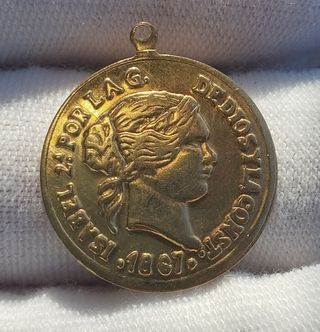 ISABEL 2ª POR LA G. DE DIOS Y LA CONST.
1867